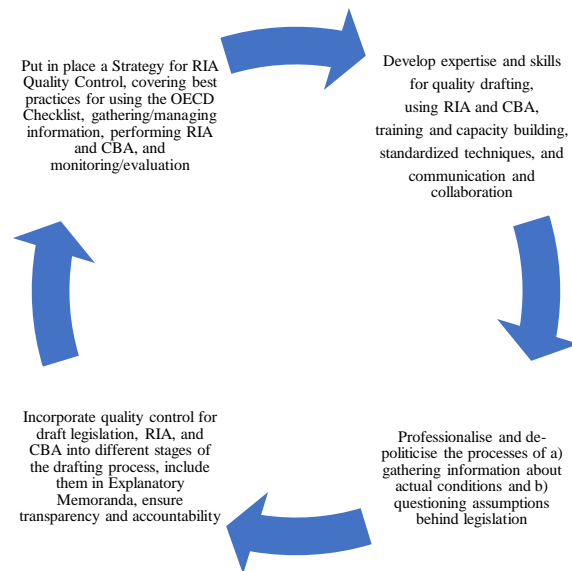 Put in place a Strategy for RIA
Quality Control, covering best
practices for using the OECD
Checklist, gathering/managing
information, performing RIA
and CBA, and
monitoring/evaluation
Develop expertise and skills
for quality drafting,
using RIA and CBA,
training and capacity building,
standardized techniques, and
communication and
collaboration
Professionalise and de-
politicise the processes of a)
gathering information about
actual conditions and b)
questioning assumptions
behind legislation
Incorporate quality control for
draft legislation, RIA, and
CBA into different stages of
the drafting process, include
them in Explanatory
Memoranda, ensure
transparency and accountability